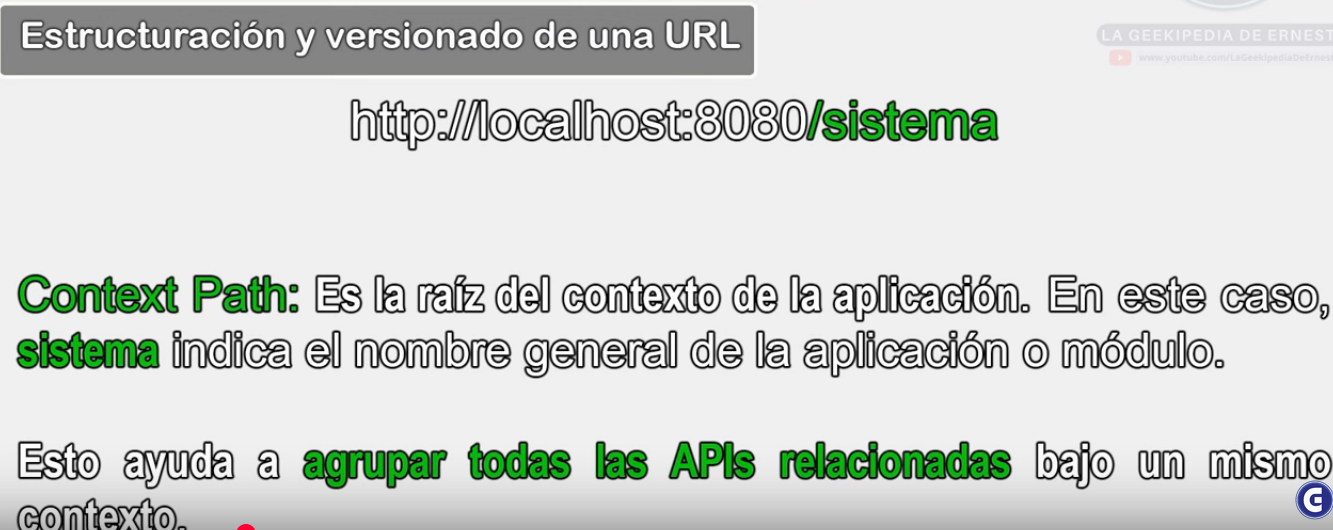 Estructuración y versionado de una URL
LA GEEKIPEDIA DE ERNEST
www.youtube.com/LaGeekipediaDeErnest
http://localhost:8080/sistema
Context Path: Es la raíz del contexto de la aplicación. En este caso,
sistema indica el nombre general de la aplicación o módulo.
Esto ayuda a agrupar todas las APIs relacionadas bajo un mismo
contexto.
G